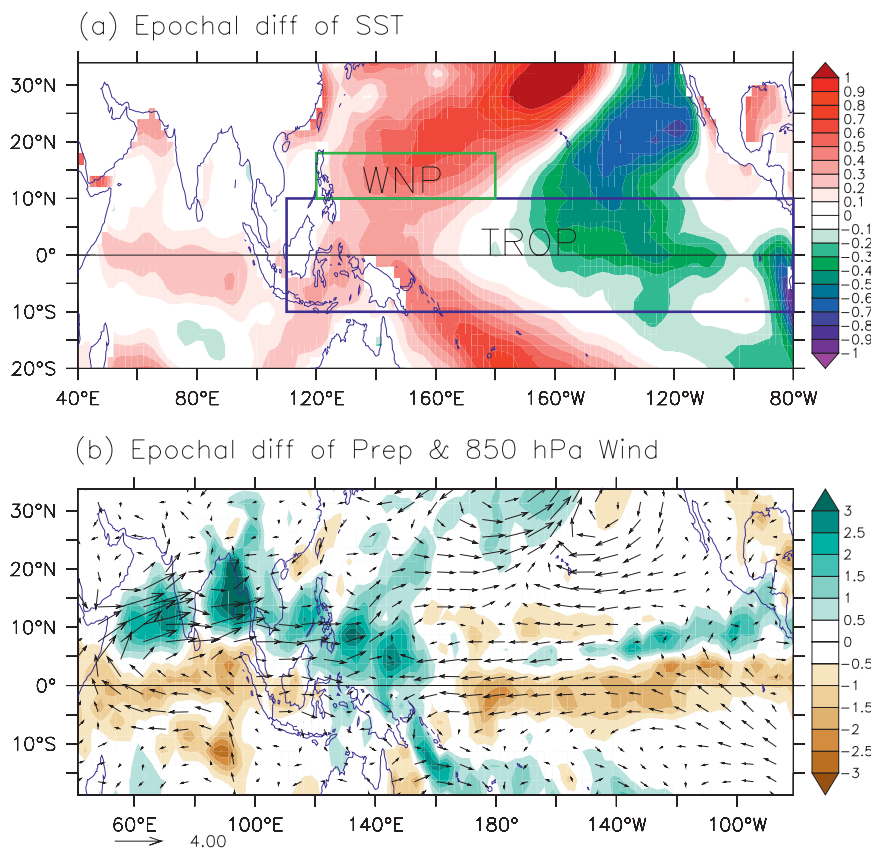 (a) Epochal diff of SST
30°N
20°N
10°N
0°
10°S
20°S
WNP
TROP
40°E 80°E 120°E 160°E 160°W 120°W 80°W
1
0.9
0.8
0.7
0.6
0.5
0.4
0.3
0.2
0.1
0
-0.1
-0.2
-0.3
-0.4
-0.5
-0.6
-0.7
-0.8
-0.9
-1
(b) Epochal diff of Prep & 850 hPa Wind
30°N
20°N
10°N
0°
10°S
60°E 100°E 140°E 180° 140°W 100°W
4.00
3
2.5
2
1.5
1
0.5
0
-0.5
-1
-1.5
-2
-2.5
-3